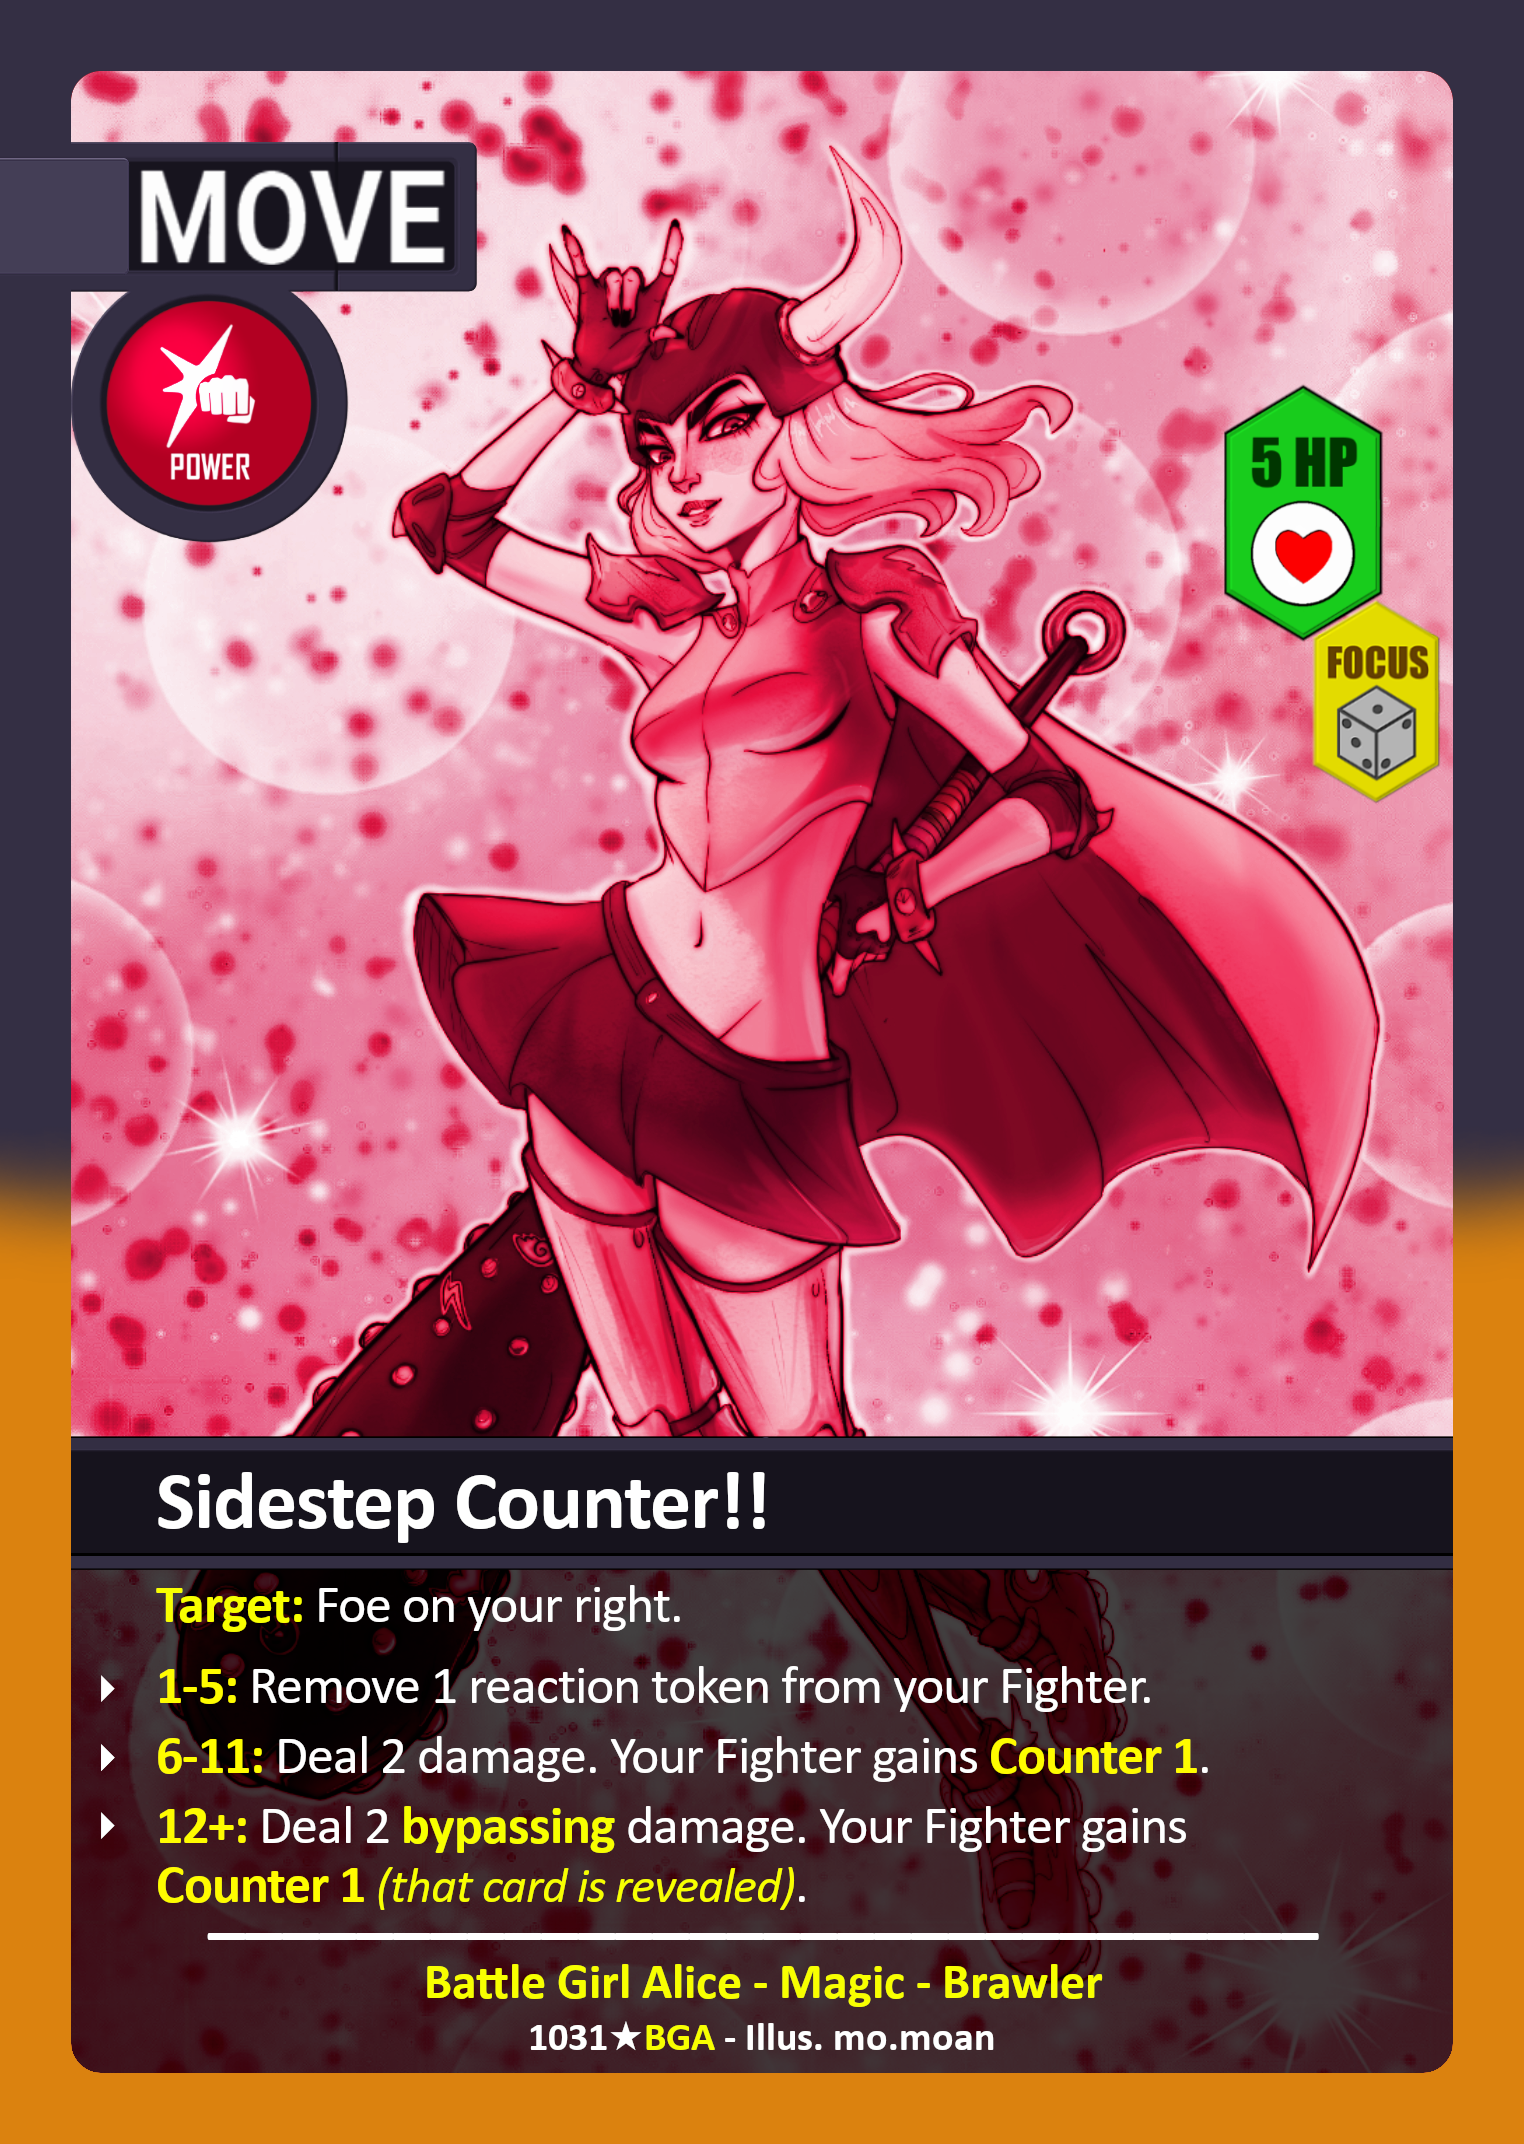 MOVE
POWER
5 HP
FOCUS
Sidestep Counter!!
Target: Foe on your right.
1-5: Remove 1 reaction token from your Fighter.
6-11: Deal 2 damage. Your Fighter gains Counter 1.
12+: Deal 2 bypassing damage. Your Fighter gains
Counter 1 (that card is revealed).
Battle Girl Alice - Magic - Brawler
1031★BGA - Illus. mo.moan